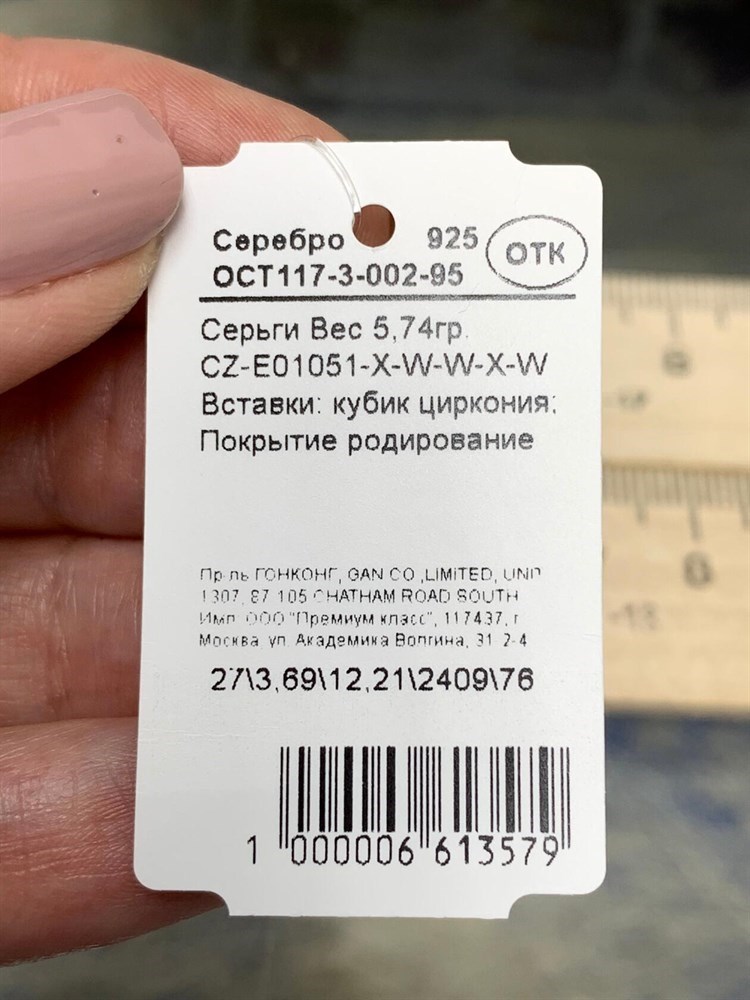 Серебро 925 ОТК
ОСТ117-3-002-95
Серьги Вес 5,74гр.
CZ-E01051-X-W-W-X-W
Вставки: кубик циркония;
Покрытие родирование
Пр-ль ГОНКОНГ, GAN CO.,LIMITED, UNIT
1307, 87-105 CHATHAM ROAD SOUTH
Имп. ООО "Премиум класс", 117437, г.
Москва, ул. Академика Волгина, 31-2-4
27\3,69\12,21\2409\76
1 000006 613579